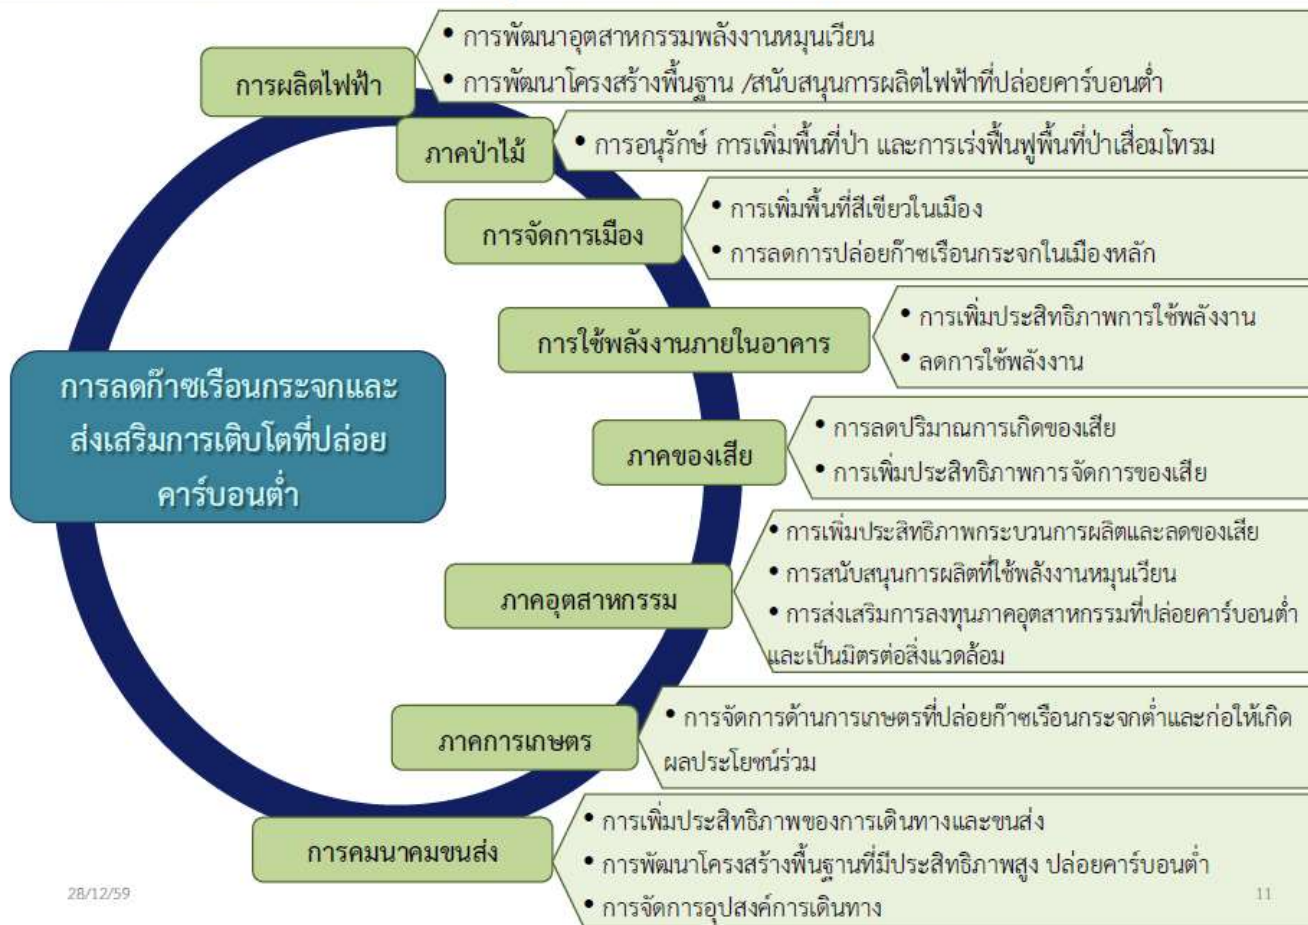 การผลิตไฟฟ้า
• การพัฒนาอุตสาหกรรมพลังงานหมุนเวียน
• การพัฒนาโครงสร้างพื้นฐาน /สนับสนุนการผลิตไฟฟ้าที่ปล่อยคาร์บอนต่ำ
ภาคป่าไม้
• การอนุรักษ์ การเพิ่มพื้นที่ป่า และการเร่งฟื้นฟูพื้นที่ป่าเสื่อมโทรม
การจัดการเมือง
• การเพิ่มพื้นที่สีเขียวในเมือง
• การลดการปล่อยก๊าซเรือนกระจกในเมืองหลัก
การใช้พลังงานภายในอาคาร
• การเพิ่มประสิทธิภาพการใช้พลังงาน
• ลดการใช้พลังงาน
การลดก๊าซเรือนกระจกและ
ส่งเสริมการเติบโตที่ปล่อย
คาร์บอนต่ำ
ภาคของเสีย
• การลดปริมาณการเกิดของเสีย
• การเพิ่มประสิทธิภาพการจัดการของเสีย
ภาคอุตสาหกรรม
• การเพิ่มประสิทธิภาพกระบวนการผลิตและลดของเสีย
• การสนับสนุนการผลิตที่ใช้พลังงานหมุนเวียน
• การส่งเสริมการลงทุนภาคอุตสาหกรรมที่ปล่อยคาร์บอนต่ำ
และเป็นมิตรต่อสิ่งแวดล้อม
ภาคการเกษตร
• การจัดการด้านการเกษตรที่ปล่อยก๊าซเรือนกระจกต่ำและก่อให้เกิด
ผลประโยชน์ร่วม
การคมนาคมขนส่ง
• การเพิ่มประสิทธิภาพของการเดินทางและขนส่ง
• การพัฒนาโครงสร้างพื้นฐานที่มีประสิทธิภาพสูง ปล่อยคาร์บอนต่ำ
• การจัดการอุปสงค์การเดินทาง
28/12/59
11